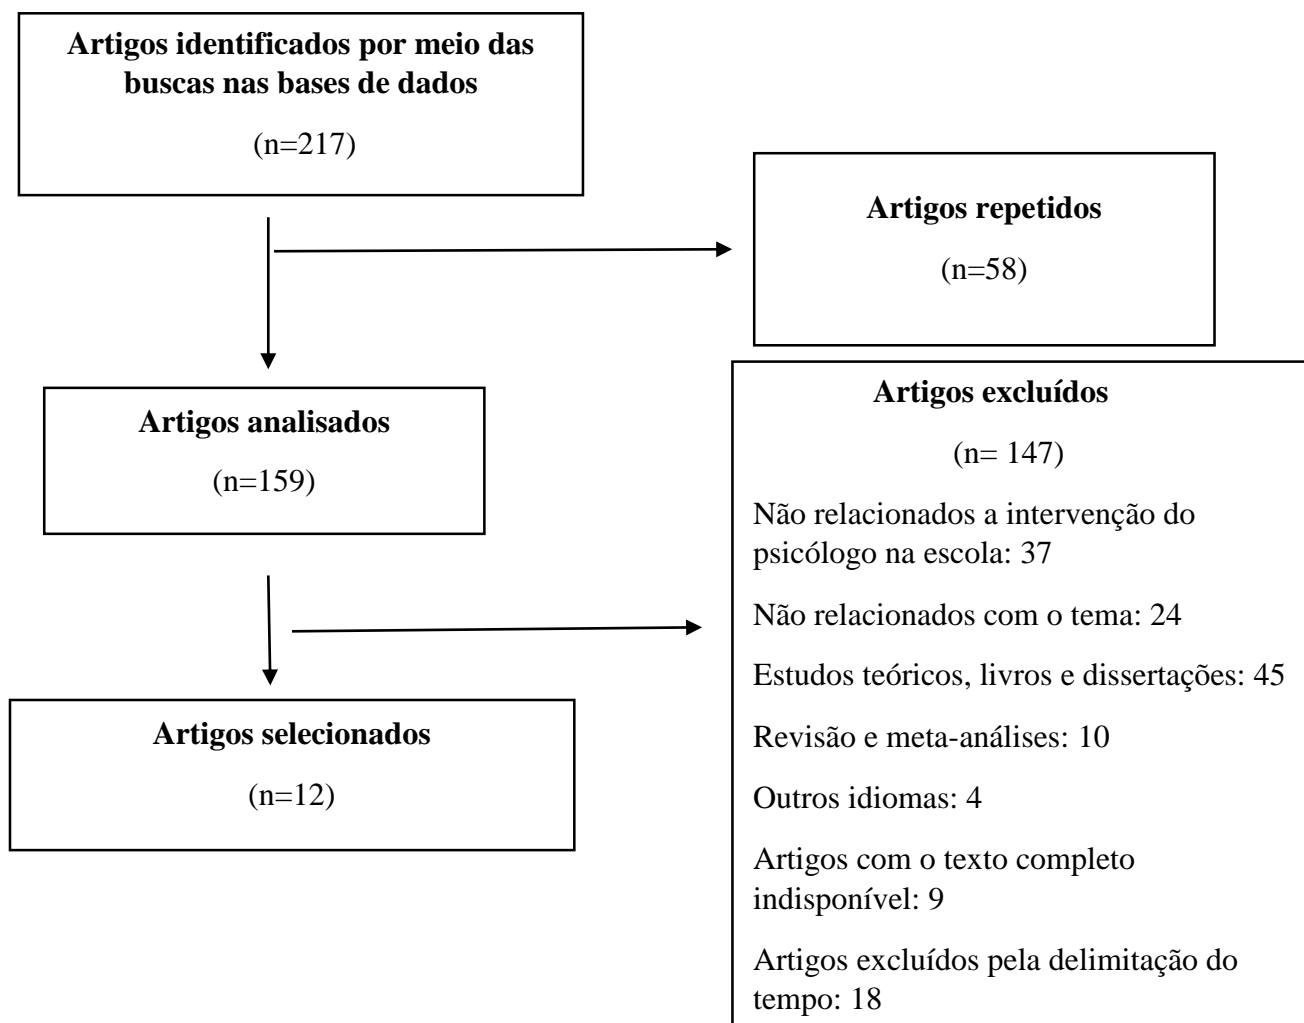 Artigos identificados por meio das
buscas nas bases de dados
(n=217)
Artigos repetidos
(n=58)
Artigos analisados
(n=159)
Artigos excluídos
(n= 147)
Não relacionados a intervenção do
psicólogo na escola: 37
Não relacionados com o tema: 24
Estudos teóricos, livros e dissertações: 45
Revisão e meta-análises: 10
Outros idiomas: 4
Artigos com o texto completo
indisponível: 9
Artigos excluídos pela delimitação do
tempo: 18
Artigos selecionados
(n=12)